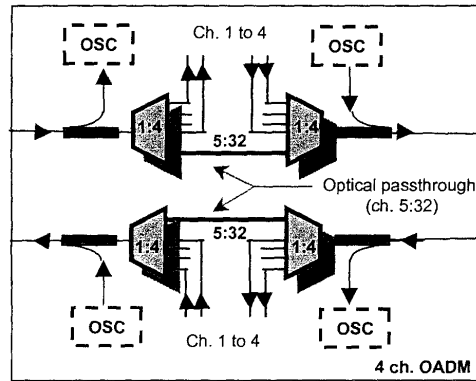 OSC
Ch. 1 to 4
OSC
1:4
1:4
5:32
Optical passthrough
(ch. 5:32)
1:4
5:32
1:4
OSC
Ch. 1 to 4
OSC
4 ch. OADM